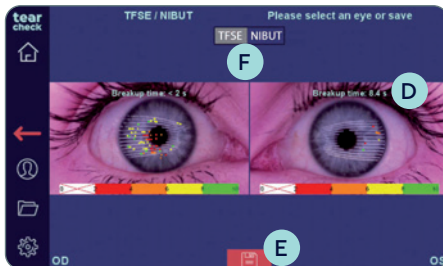 tear
check
TFSE / NIBUT
Please select an eye or save
TFSE NIBUT
F
Breakup time: < 2 s
Breakup time: 8.4 s
D
E
OD
OS